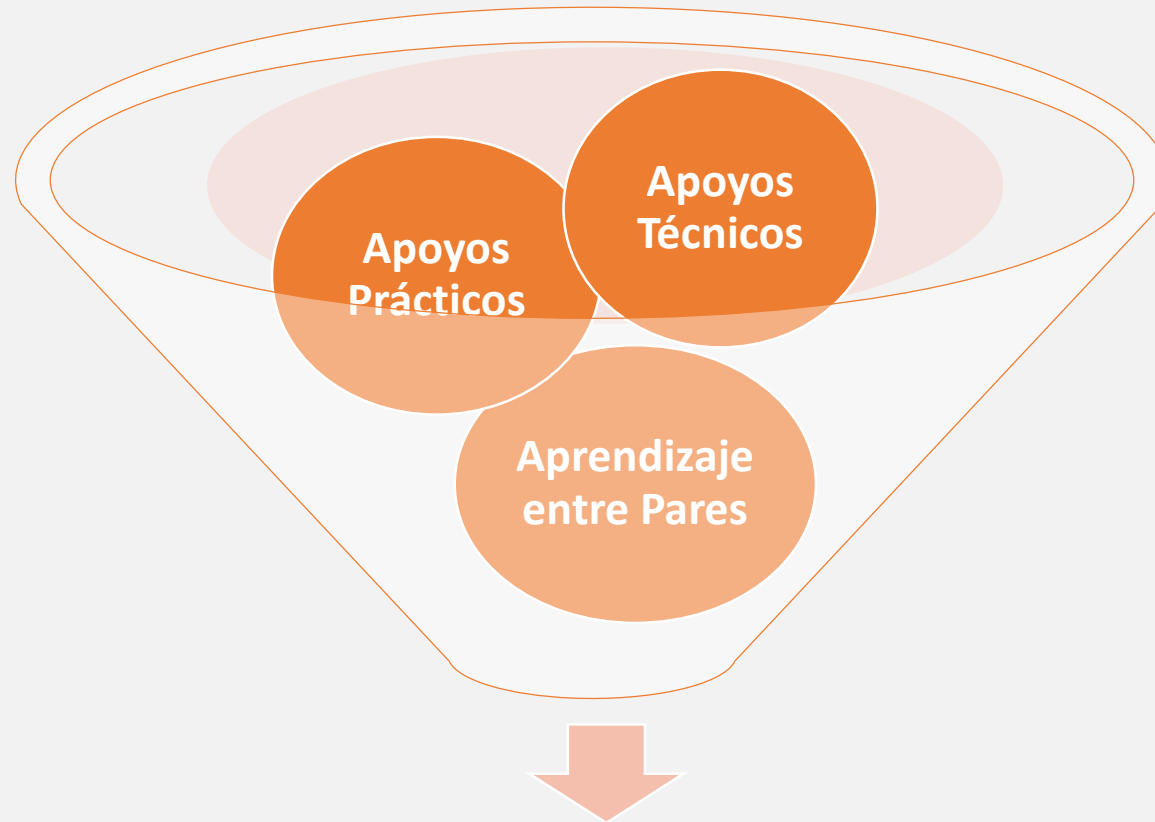 Apoyos
Técnicos
Apoyos
Prácticos
Aprendizaje
entre Pares